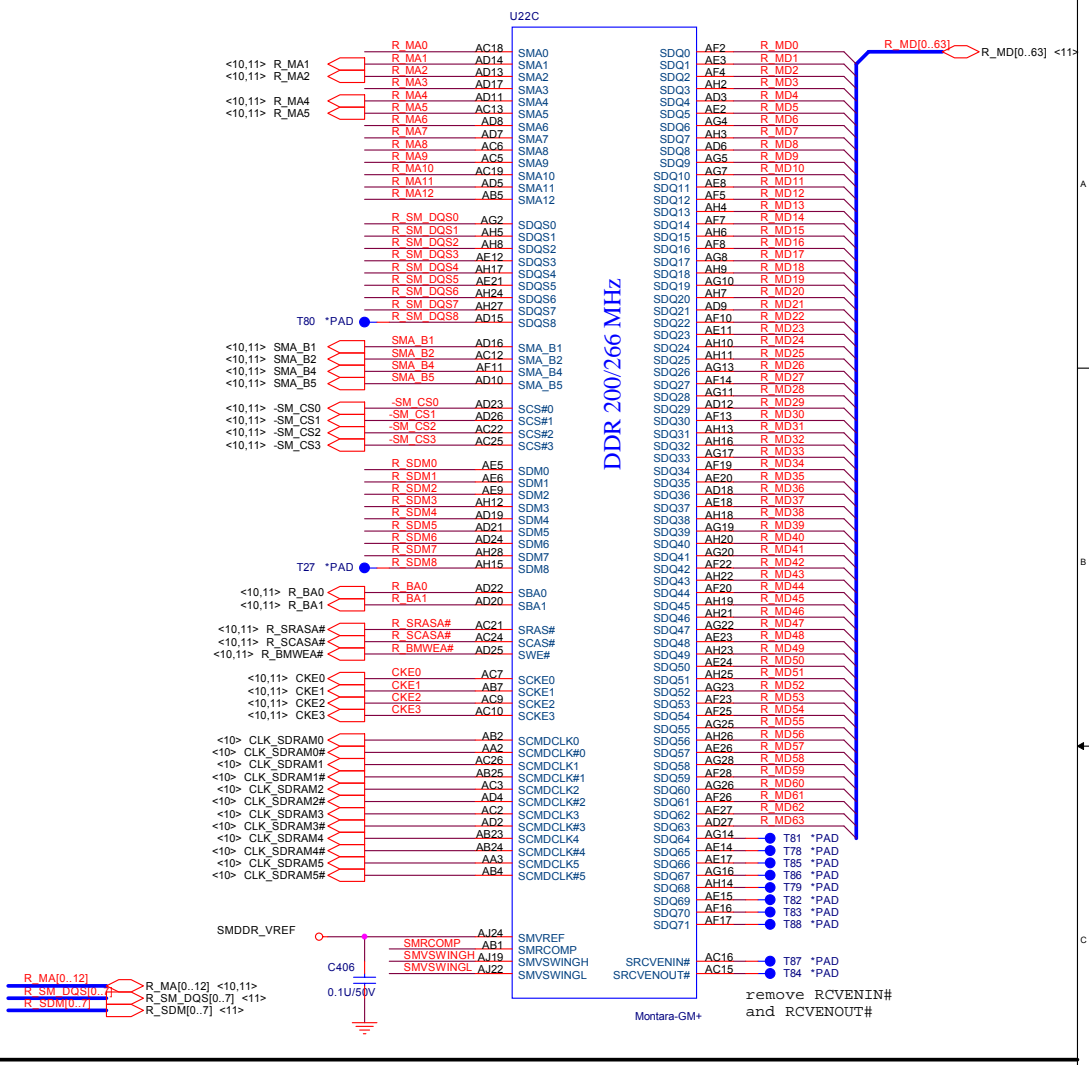 U22C
R_MA0 AC18 SMA0
<10,11> R_MA1 R_MA1 AD14 SMA1
<10,11> R_MA2 R_MA2 AD13 SMA2
R_MA3 AD17 SMA3
<10,11> R_MA4 R_MA4 AD11 SMA4
<10,11> R_MA5 R_MA5 AC13 SMA5
R_MA6 AD8 SMA6
R_MA7 AD7 SMA7
R_MA8 AC6 SMA8
R_MA9 AC5 SMA9
R_MA10 AC19 SMA10
R_MA11 AD5 SMA11
R_MA12 AB5 SMA12
R_SM_DQS0 AG2 SDQS0
R_SM_DQS1 AH5 SDQS1
R_SM_DQS2 AH8 SDQS2
R_SM_DQS3 AE12 SDQS3
R_SM_DQS4 AH17 SDQS4
R_SM_DQS5 AE21 SDQS5
R_SM_DQS6 AH24 SDQS6
R_SM_DQS7 AH27 SDQS7
T80 *PAD R_SM_DQS8 AD15 SDQS8
<10,11> SMA_B1 SMA_B1 AD16 SMA_B1
<10,11> SMA_B2 SMA_B2 AC12 SMA_B2
<10,11> SMA_B4 SMA_B4 AF11 SMA_B4
<10,11> SMA_B5 SMA_B5 AD10 SMA_B5
<10,11> -SM_CS0 -SM_CS0 AD23 SCS#0
<10,11> -SM_CS1 -SM_CS1 AD26 SCS#1
<10,11> -SM_CS2 -SM_CS2 AC22 SCS#2
<10,11> -SM_CS3 -SM_CS3 AC25 SCS#3
R_SDM0 AE5 SDM0
R_SDM1 AE6 SDM1
R_SDM2 AE9 SDM2
R_SDM3 AH12 SDM3
R_SDM4 AD19 SDM4
R_SDM5 AD21 SDM5
R_SDM6 AD24 SDM6
R_SDM7 AH28 SDM7
T27 *PAD R_SDM8 AH15 SDM8
<10,11> R_BA0 R_BA0 AD22 SBA0
<10,11> R_BA1 R_BA1 AD20 SBA1
<10,11> R_SRASA# R_SRASA# AC21 SRAS#
<10,11> R_SCASA# R_SCASA# AC24 SCAS#
<10,11> R_BMWEA# R_BMWEA# AD25 SWE#
<10,11> CKE0 CKE0 AC7 SCKE0
<10,11> CKE1 CKE1 AB7 SCKE1
<10,11> CKE2 CKE2 AC9 SCKE2
<10,11> CKE3 CKE3 AC10 SCKE3
<10> CLK_SDRAM0 AB2 SCMDCLK0
<10> CLK_SDRAM0# AA2 SCMDCLK#0
<10> CLK_SDRAM1 AC26 SCMDCLK1
<10> CLK_SDRAM1# AB25 SCMDCLK#1
<10> CLK_SDRAM2 AC3 SCMDCLK2
<10> CLK_SDRAM2# AD4 SCMDCLK#2
<10> CLK_SDRAM3 AC2 SCMDCLK3
<10> CLK_SDRAM3# AD2 SCMDCLK#3
<10> CLK_SDRAM4 AB23 SCMDCLK4
<10> CLK_SDRAM4# AB24 SCMDCLK#4
<10> CLK_SDRAM5 AA3 SCMDCLK5
<10> CLK_SDRAM5# AB4 SCMDCLK#5
SMDDR_VREF AJ24 SMVREF
SMRCOMP AB1 SMRCOMP
SMVSWINGH AJ19 SMVSWINGH
SMVSWINGL AJ22 SMVSWINGL
C406
0.1U/50V
DDR 200/266 MHz
SDQ0 AF2 R_MD0
SDQ1 AE3 R_MD1
SDQ2 AF4 R_MD2
SDQ3 AH2 R_MD3
SDQ4 AD3 R_MD4
SDQ5 AE2 R_MD5
SDQ6 AG4 R_MD6
SDQ7 AH3 R_MD7
SDQ8 AD6 R_MD8
SDQ9 AG5 R_MD9
SDQ10 AG7 R_MD10
SDQ11 AE8 R_MD11
SDQ12 AF5 R_MD12
SDQ13 AH4 R_MD13
SDQ14 AF7 R_MD14
SDQ15 AH6 R_MD15
SDQ16 AF8 R_MD16
SDQ17 AG8 R_MD17
SDQ18 AH9 R_MD18
SDQ19 AG10 R_MD19
SDQ20 AH7 R_MD20
SDQ21 AD9 R_MD21
SDQ22 AF10 R_MD22
SDQ23 AE11 R_MD23
SDQ24 AH10 R_MD24
SDQ25 AH11 R_MD25
SDQ26 AG13 R_MD26
SDQ27 AF14 R_MD27
SDQ28 AG11 R_MD28
SDQ29 AD12 R_MD29
SDQ30 AF13 R_MD30
SDQ31 AH13 R_MD31
SDQ32 AH16 R_MD32
SDQ33 AG17 R_MD33
SDQ34 AF19 R_MD34
SDQ35 AE20 R_MD35
SDQ36 AD18 R_MD36
SDQ37 AE18 R_MD37
SDQ38 AH18 R_MD38
SDQ39 AG19 R_MD39
SDQ40 AH20 R_MD40
SDQ41 AG20 R_MD41
SDQ42 AF22 R_MD42
SDQ43 AH22 R_MD43
SDQ44 AF20 R_MD44
SDQ45 AH19 R_MD45
SDQ46 AH21 R_MD46
SDQ47 AG22 R_MD47
SDQ48 AE23 R_MD48
SDQ49 AH23 R_MD49
SDQ50 AE24 R_MD50
SDQ51 AH25 R_MD51
SDQ52 AG23 R_MD52
SDQ53 AF23 R_MD53
SDQ54 AF25 R_MD54
SDQ55 AG25 R_MD55
SDQ56 AH26 R_MD56
SDQ57 AE26 R_MD57
SDQ58 AG28 R_MD58
SDQ59 AF28 R_MD59
SDQ60 AG26 R_MD60
SDQ61 AF26 R_MD61
SDQ62 AE27 R_MD62
SDQ63 AD27 R_MD63
SDQ64 AG14 T81 *PAD
SDQ65 AE14 T78 *PAD
SDQ66 AE17 T85 *PAD
SDQ67 AG16 T86 *PAD
SDQ68 AH14 T79 *PAD
SDQ69 AE15 T82 *PAD
SDQ70 AF16 T83 *PAD
SDQ71 AF17 T88 *PAD
SRCVENIN# AC16 T87 *PAD
SRCVENOUT# AC15 T84 *PAD
remove RCVENIN#
and RCVENOUT#
Montara-GM+
R_MD[0..63] R_MD[0..63] <11>
A
B
C
R_MA[0..12] R_MA[0..12] <10,11>
R_SM_DQS[0..7] R_SM_DQS[0..7] <11>
R_SDM[0..7] R_SDM[0..7] <11>